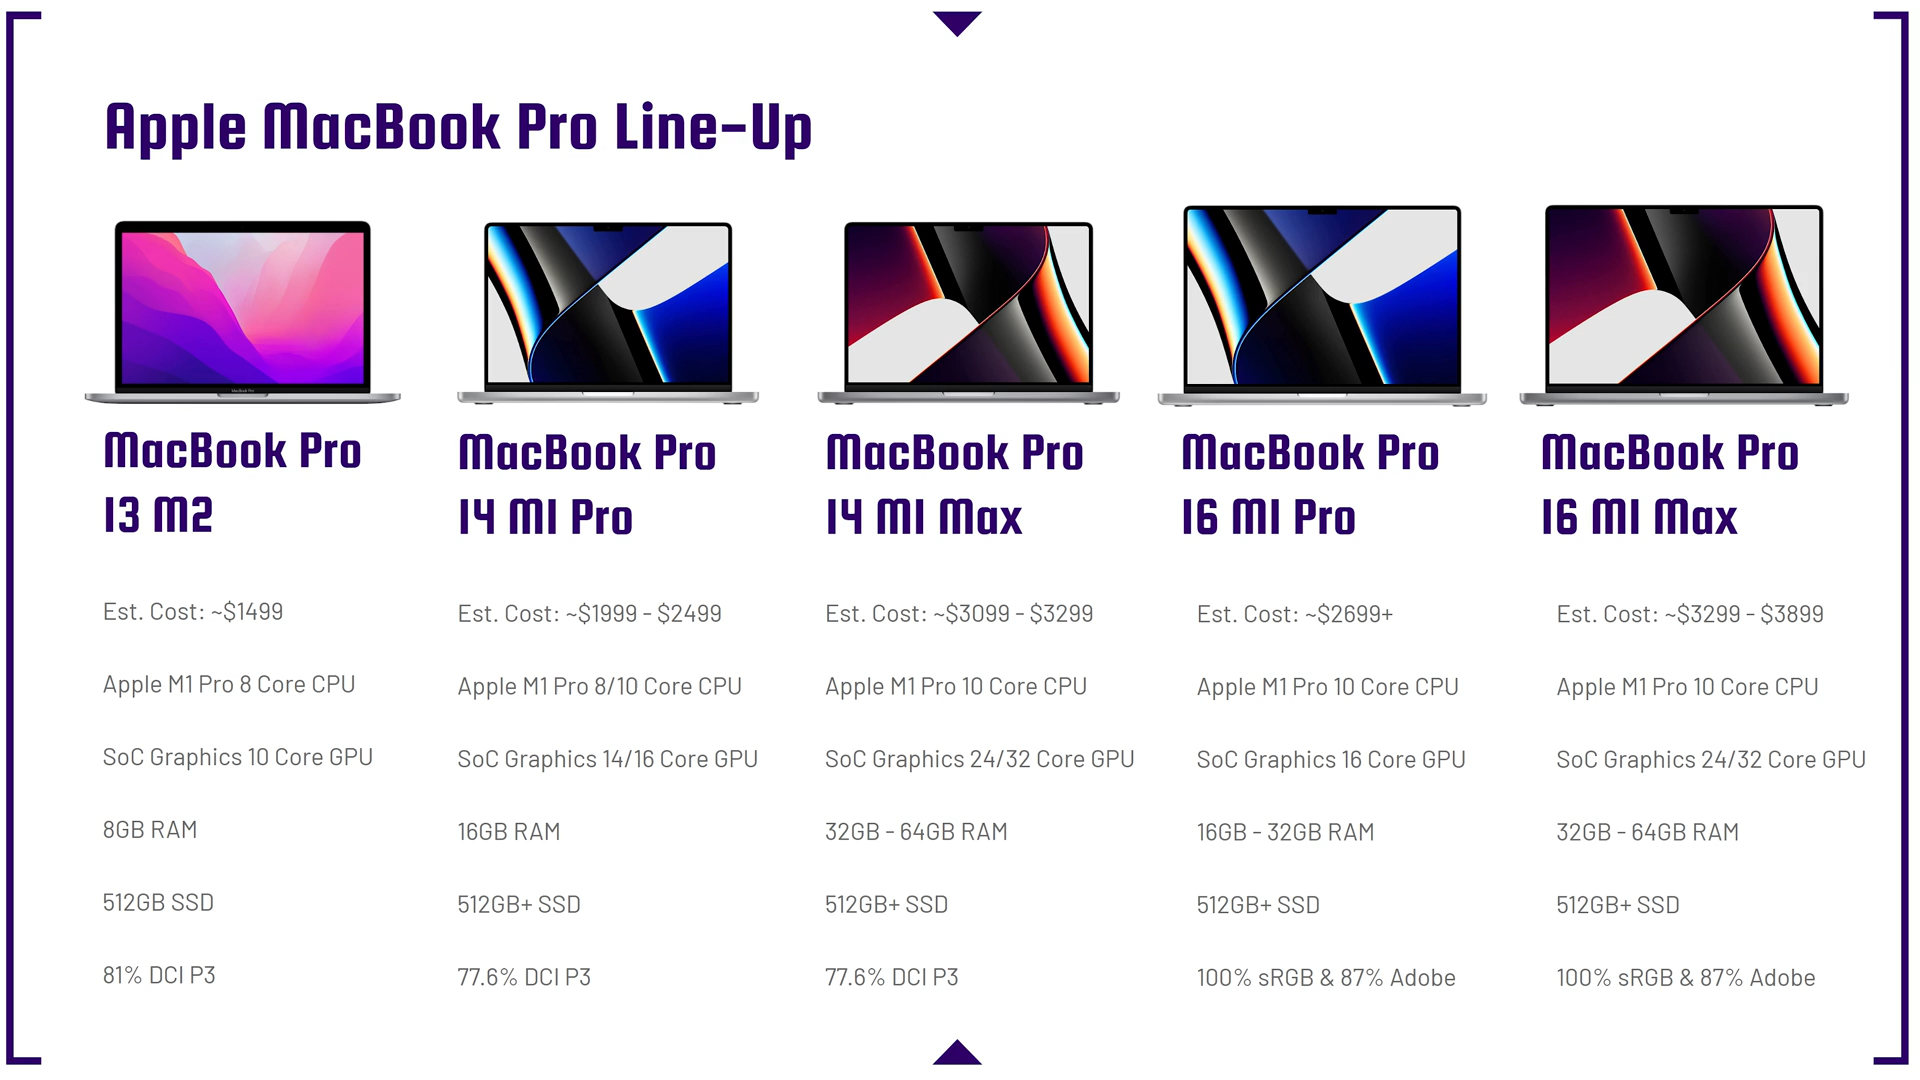 Apple MacBook Pro Line-Up
MacBook Pro
13 M2
Est. Cost: ~$1499
Apple M1 Pro 8 Core CPU
SoC Graphics 10 Core GPU
8GB RAM
512GB SSD
81% DCI P3
MacBook Pro
14 M1 Pro
Est. Cost: ~$1999 - $2499
Apple M1 Pro 8/10 Core CPU
SoC Graphics 14/16 Core GPU
16GB RAM
512GB+ SSD
77.6% DCI P3
MacBook Pro
14 M1 Max
Est. Cost: ~$3099 - $3299
Apple M1 Pro 10 Core CPU
SoC Graphics 24/32 Core GPU
32GB - 64GB RAM
512GB+ SSD
77.6% DCI P3
MacBook Pro
16 M1 Pro
Est. Cost: ~$2699+
Apple M1 Pro 10 Core CPU
SoC Graphics 16 Core GPU
16GB - 32GB RAM
512GB+ SSD
100% sRGB & 87% Adobe
MacBook Pro
16 M1 Max
Est. Cost: ~$3299 - $3899
Apple M1 Pro 10 Core CPU
SoC Graphics 24/32 Core GPU
32GB - 64GB RAM
512GB+ SSD
100% sRGB & 87% Adobe